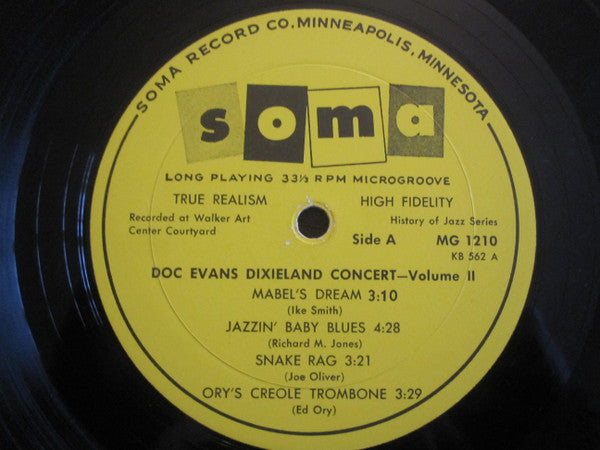 SOMA RECORD CO. MINNEAPOLIS, MINNESOTA
soma
LONG PLAYING 33⅓ RPM MICROGROOVE
TRUE REALISM HIGH FIDELITY
Recorded at Walker Art History of Jazz Series
Center Courtyard Side A MG 1210
KB 562 A
DOC EVANS DIXIELAND CONCERT—Volume II
MABEL'S DREAM 3:10
(Ike Smith)
JAZZIN' BABY BLUES 4:28
(Richard M. Jones)
SNAKE RAG 3:21
(Joe Oliver)
ORY'S CREOLE TROMBONE 3:29
(Ed Ory)